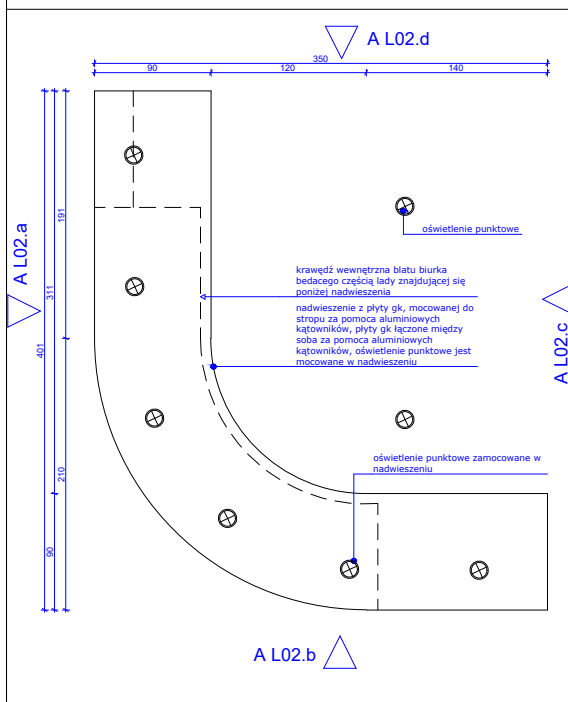 A L02.d
350
90
120
140
A L02.a
401
311
191
210
90
oświetlenie punktowe
krawędź wewnętrzna blatu biurka
bedacego częścią lady znajdującej się
poniżej nadwieszenia
nadwieszenie z płyty gk, mocowanej do
stropu za pomoca aluminiowych
kątowników, płyty gk łączone między
soba za pomoca aluminiowych
kątowników, oświetlenie punktowe jest
mocowane w nadwieszeniu
A L02.c
oświetlenie punktowe zamocowane w
nadwieszeniu
A L02.b